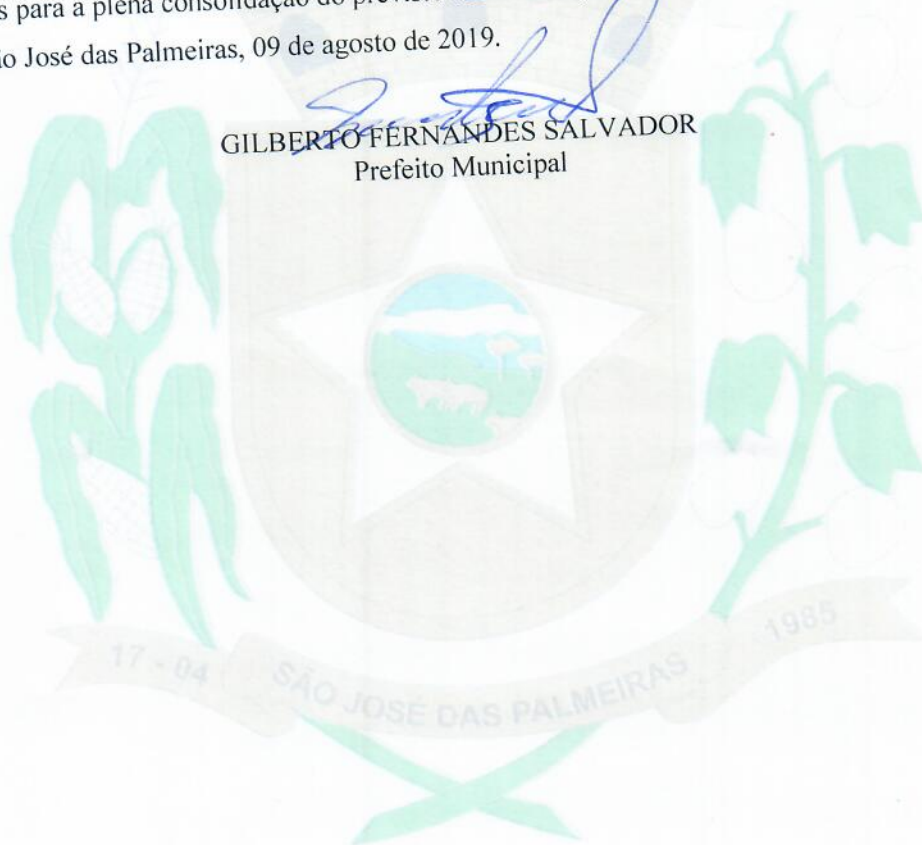 s para a plena consolidação do
ão José das Palmeiras, 09 de agosto de 2019.
GILBERTO FERNANDES SALVADOR
Prefeito Municipal
17 - 04
SÃO JOSÉ DAS PALMEIRAS
1985